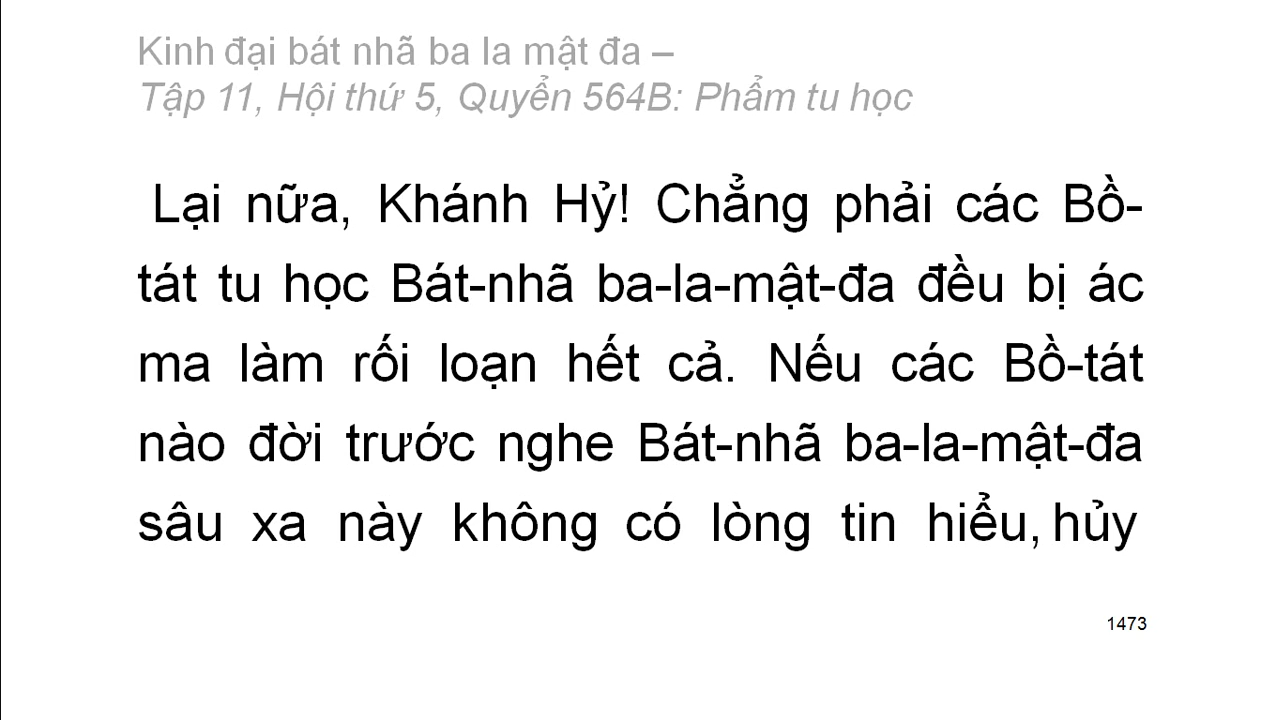 Kinh đại bát nhã ba la mật đa –
Tập 11, Hội thứ 5, Quyển 564B: Phẩm tu học
Lại nữa, Khánh Hỷ! Chẳng phải các Bồ-
tát tu học Bát-nhã ba-la-mật-đa đều bị ác
ma làm rối loạn hết cả. Nếu các Bồ-tát
nào đời trước nghe Bát-nhã ba-la-mật-đa
sâu xa này không có lòng tin hiểu, hủy
1473